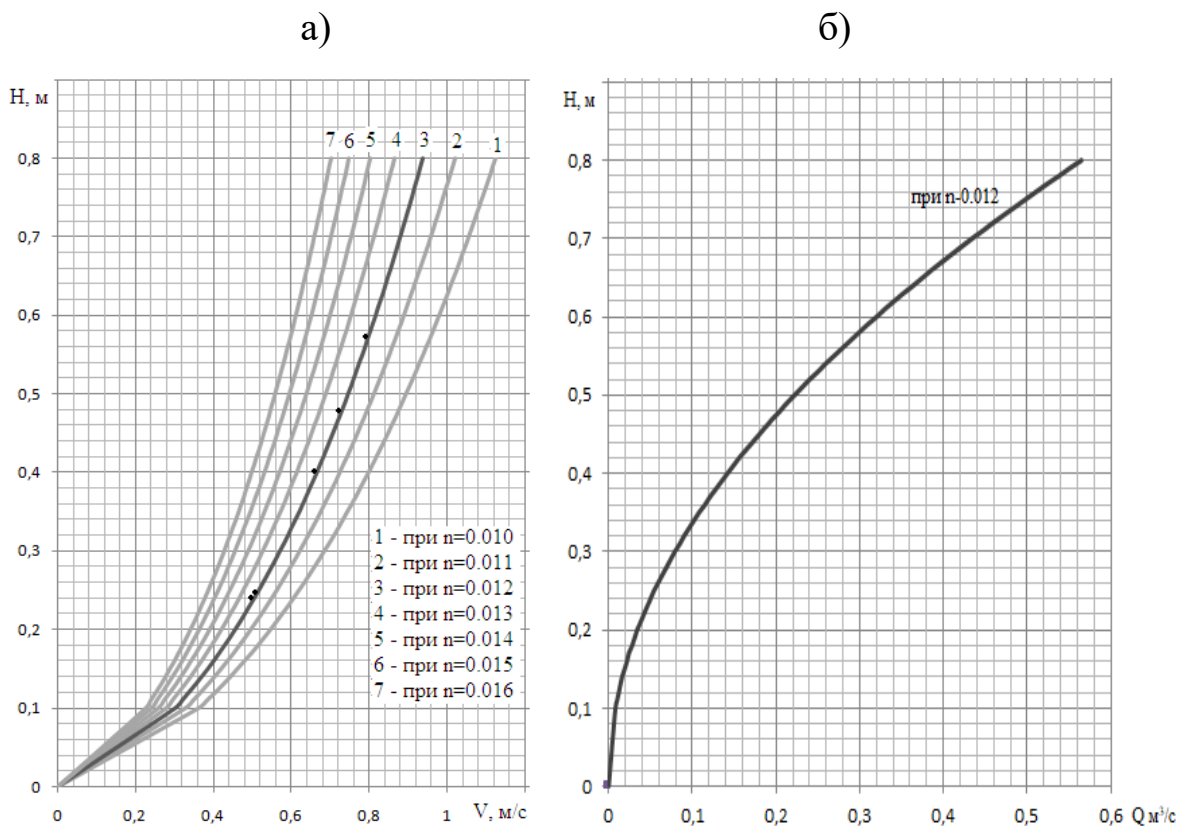 а)
б)
Н, м
0,8
0,7
0,6
0,5
0,4
0,3
0,2
0,1
0
7 6 5 4 3 2 1
1 - при n=0.010
2 - при n=0.011
3 - при n=0.012
4 - при n=0.013
5 - при n=0.014
6 - при n=0.015
7 - при n=0.016
0 0,2 0,4 0,6 0,8 1 V, м/с
Н, м
0,8
0,7
0,6
0,5
0,4
0,3
0,2
0,1
0
при n-0.012
0 0,1 0,2 0,3 0,4 0,5 0,6 Q м³/с